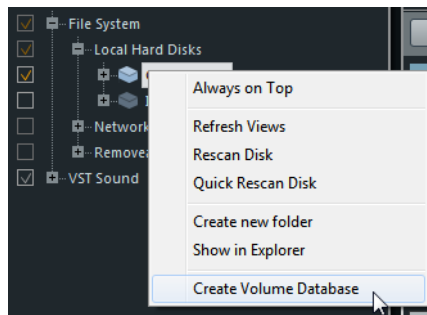 File System
Local Hard Disks
Always on Top
Network
Refresh Views
Rescan Disk
VST Sound
Quick Rescan Disk
Create new folder
Show in Explorer
Create Volume Database